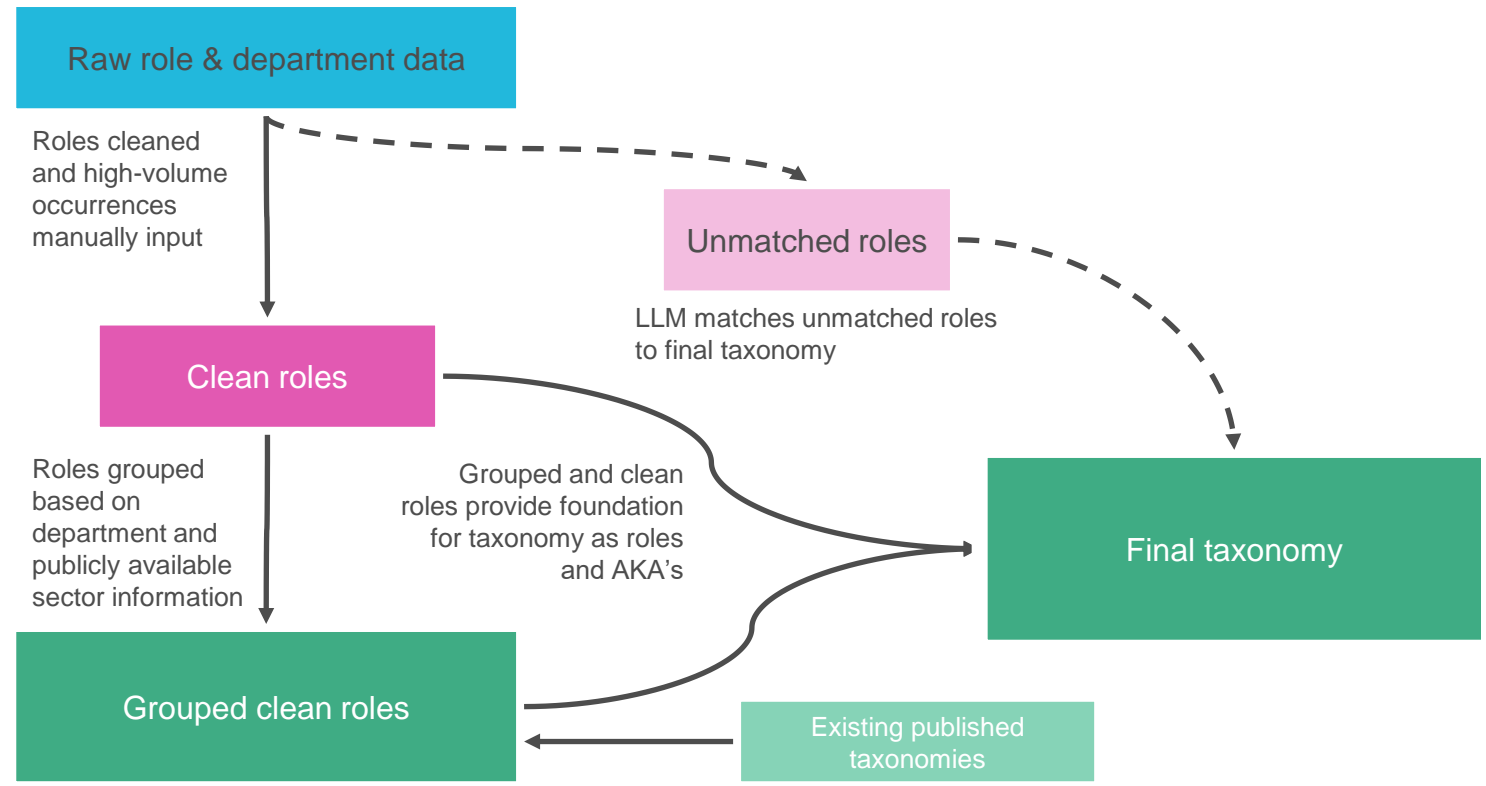 Raw role & department data
Roles cleaned
and high-volume
occurrences
manually input
Unmatched roles
LLM matches unmatched roles
to final taxonomy
Clean roles
Roles grouped
based on
department and
publicly available
sector information
Grouped and clean
roles provide foundation
for taxonomy as roles
and AKA’s
Final taxonomy
Grouped clean roles
Existing published
taxonomies